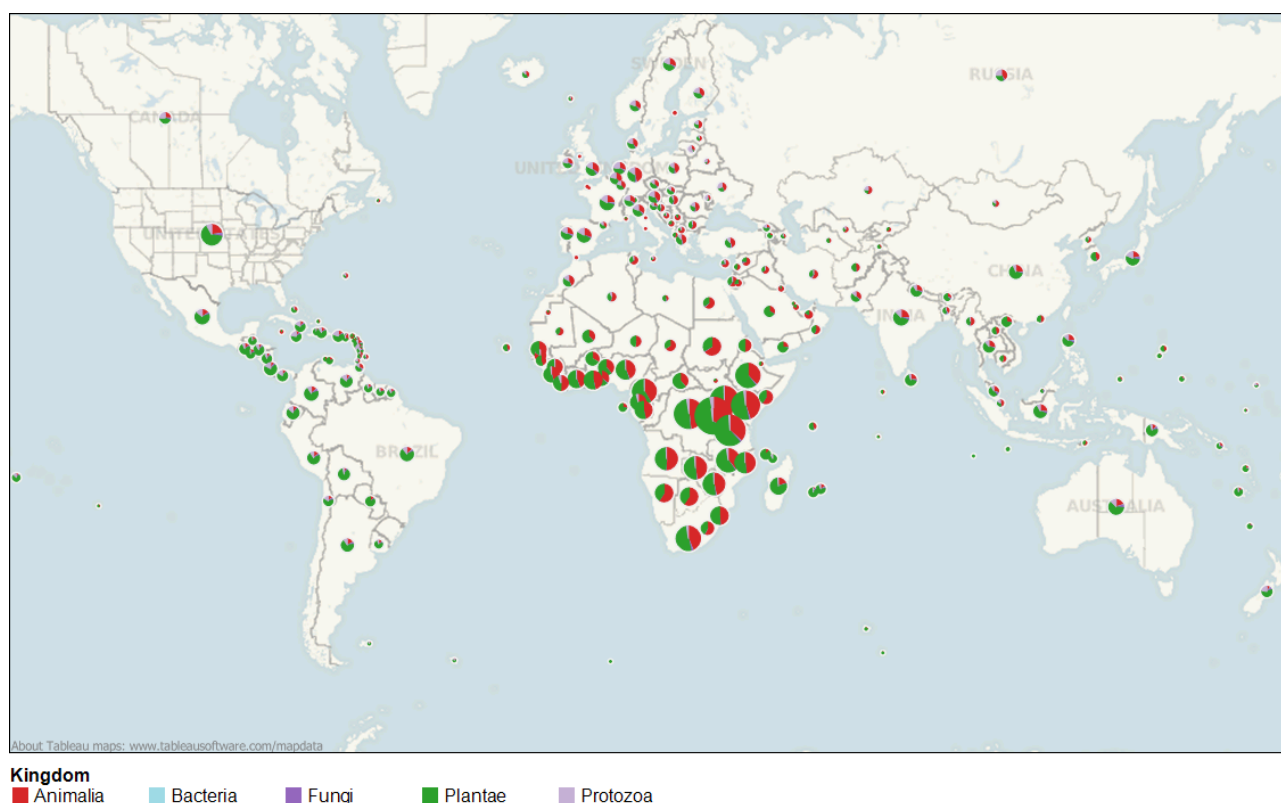 SWEDEN
RUSSIA
CANADA
UNITED KINGDOM
UNITED STATES
CHINA
INDIA
BRAZIL
AUSTRALIA
About Tableau maps: www.tableausoftware.com/mapdata
Kingdom
Animalia Bacteria Fungi Plantae Protozoa